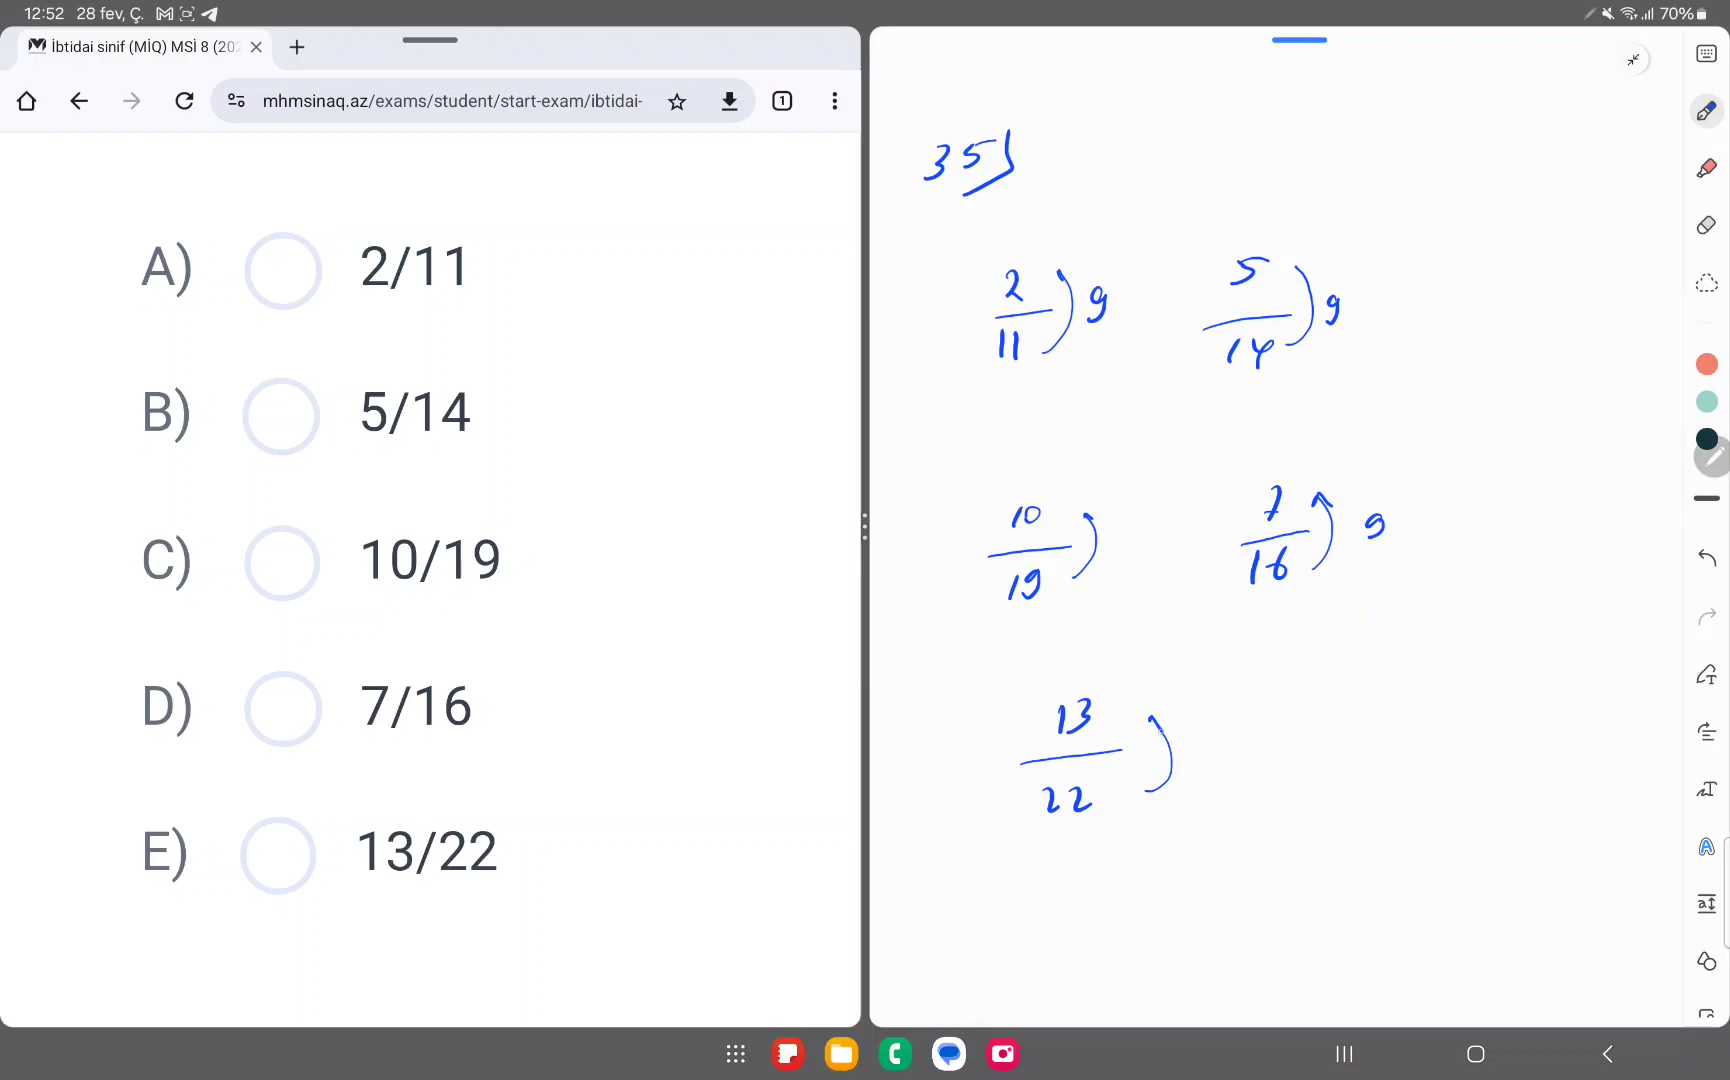 12:52 28 fev, Ç. 70%
İbtidai sinif (MİQ) MSİ 8 (202
mhmsinaq.az/exams/student/start-exam/ibtidai-
1
A) 2/11
B) 5/14
C) 10/19
D) 7/16
E) 13/22
35)
2/11 9
5/14 9
10/19
7/16 9
13/22